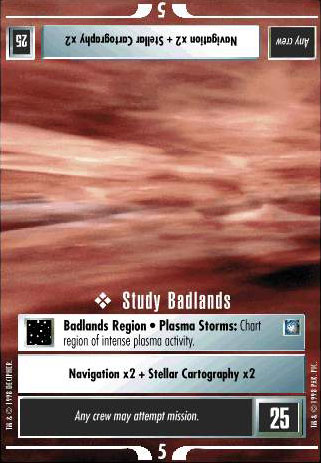 5
Any crew
Navigation x2 + Stellar Cartography x2
25
❖ Study Badlands
Badlands Region • Plasma Storms: Chart
region of intense plasma activity.
Navigation x2 + Stellar Cartography x2
Any crew may attempt mission.
25
TM & © 1998 DECIPHER.
TM & © 1998 PAR. PIC.
5